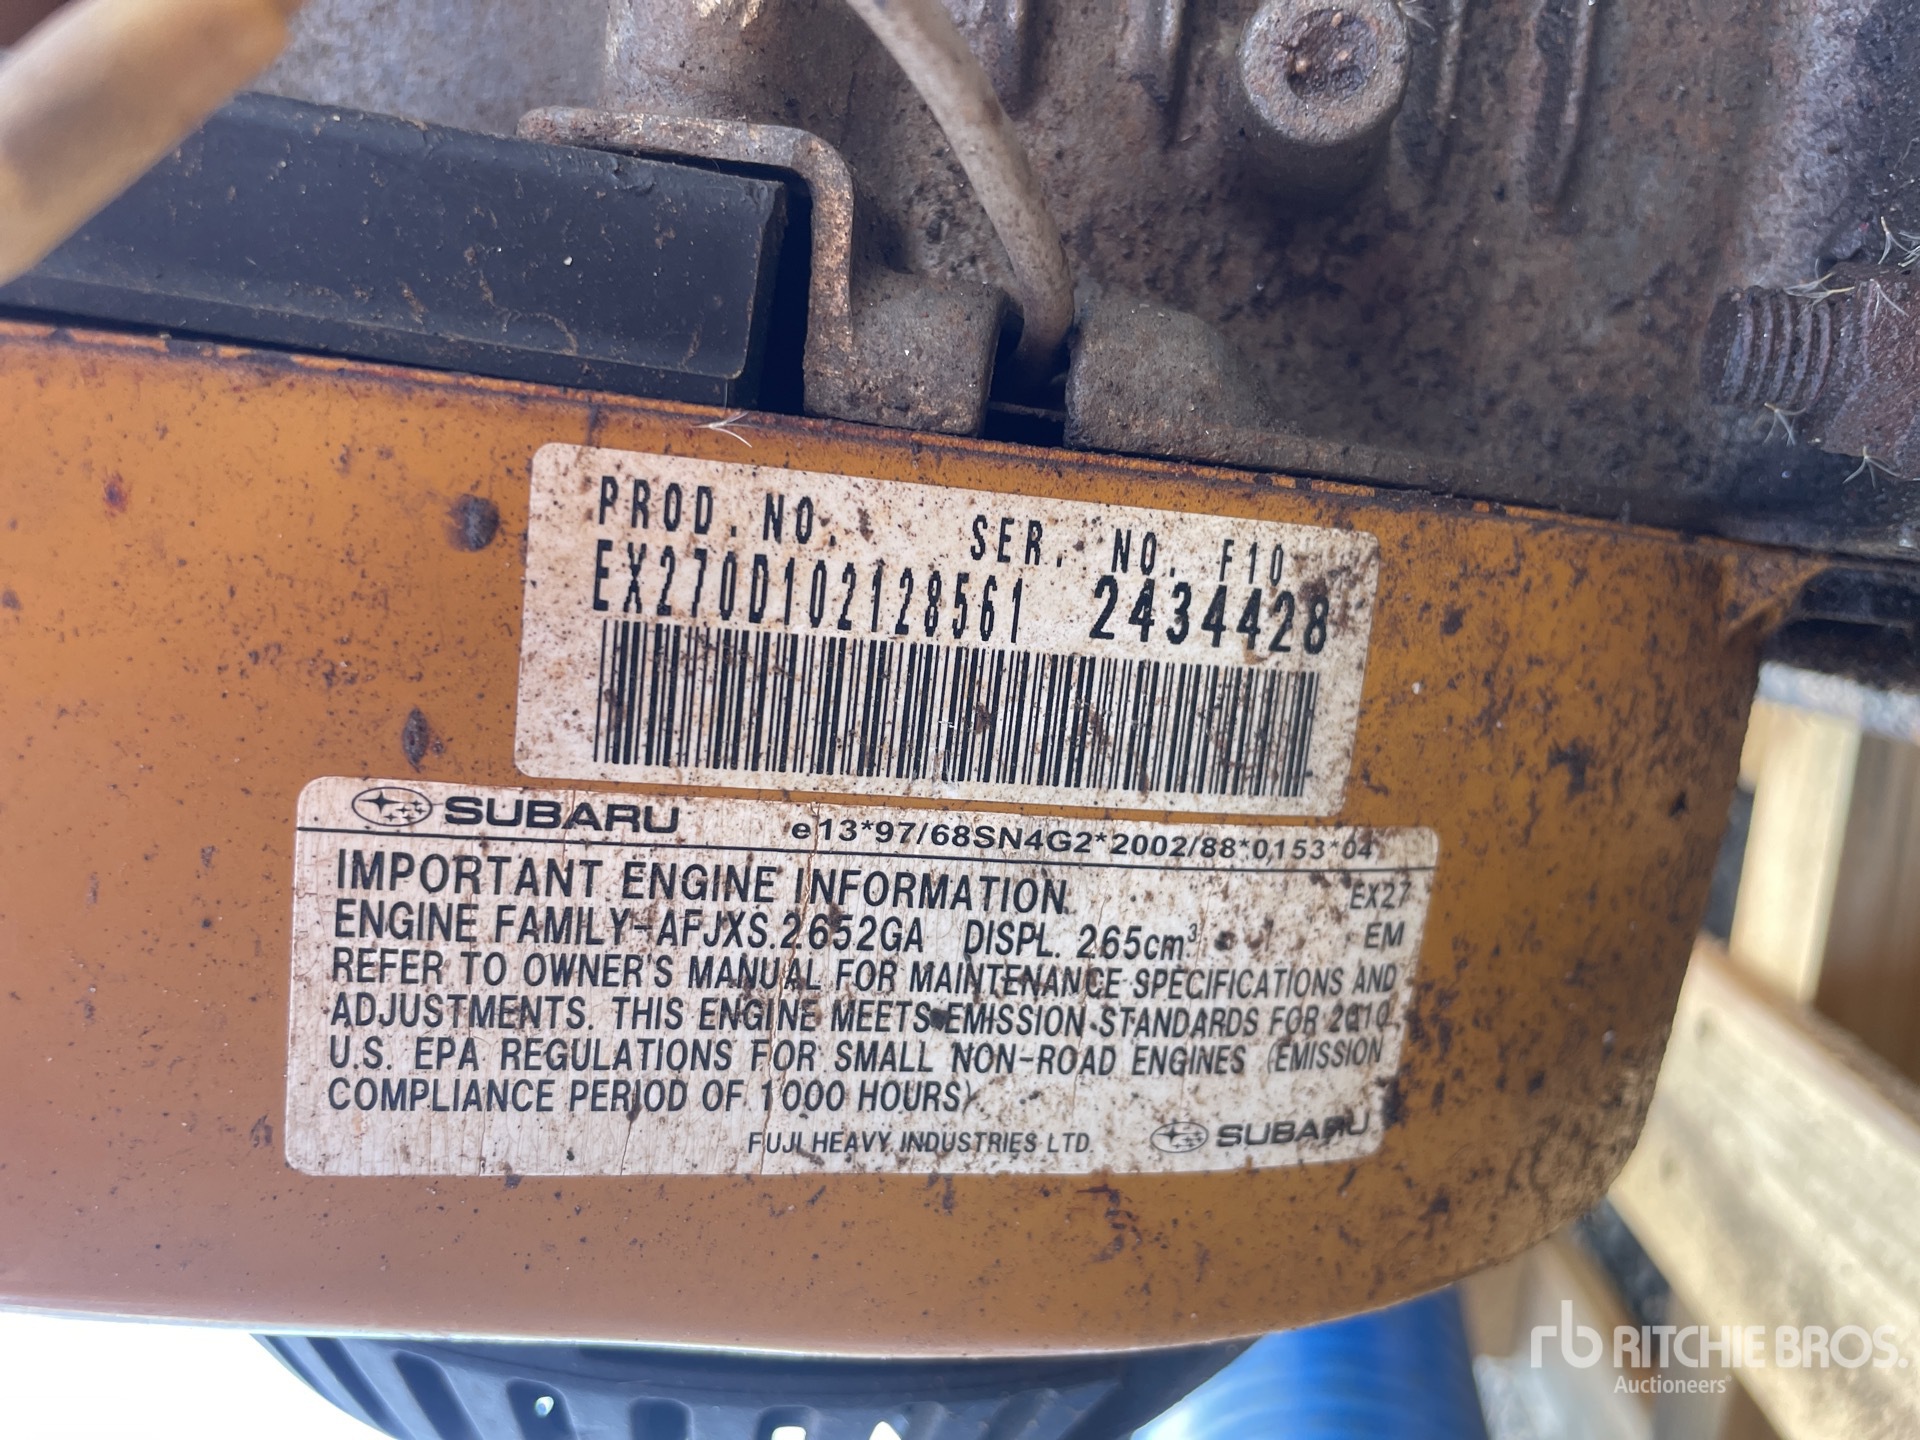 PROD. NO. SER. NO. F10
EX270D102128561 2434428
SUBARU e13*97/68SN4G2*2002/88*0153*04
IMPORTANT ENGINE INFORMATION EX27
ENGINE FAMILY-AFJXS.2652GA DISPL. 265cm³ EM
REFER TO OWNER'S MANUAL FOR MAINTENANCE SPECIFICATIONS AND
ADJUSTMENTS. THIS ENGINE MEETS EMISSION STANDARDS FOR 2010
U.S. EPA REGULATIONS FOR SMALL NON-ROAD ENGINES (EMISSION
COMPLIANCE PERIOD OF 1000 HOURS)
FUJI HEAVY INDUSTRIES LTD. SUBARU
rb RITCHIE BROS.
Auctioneers